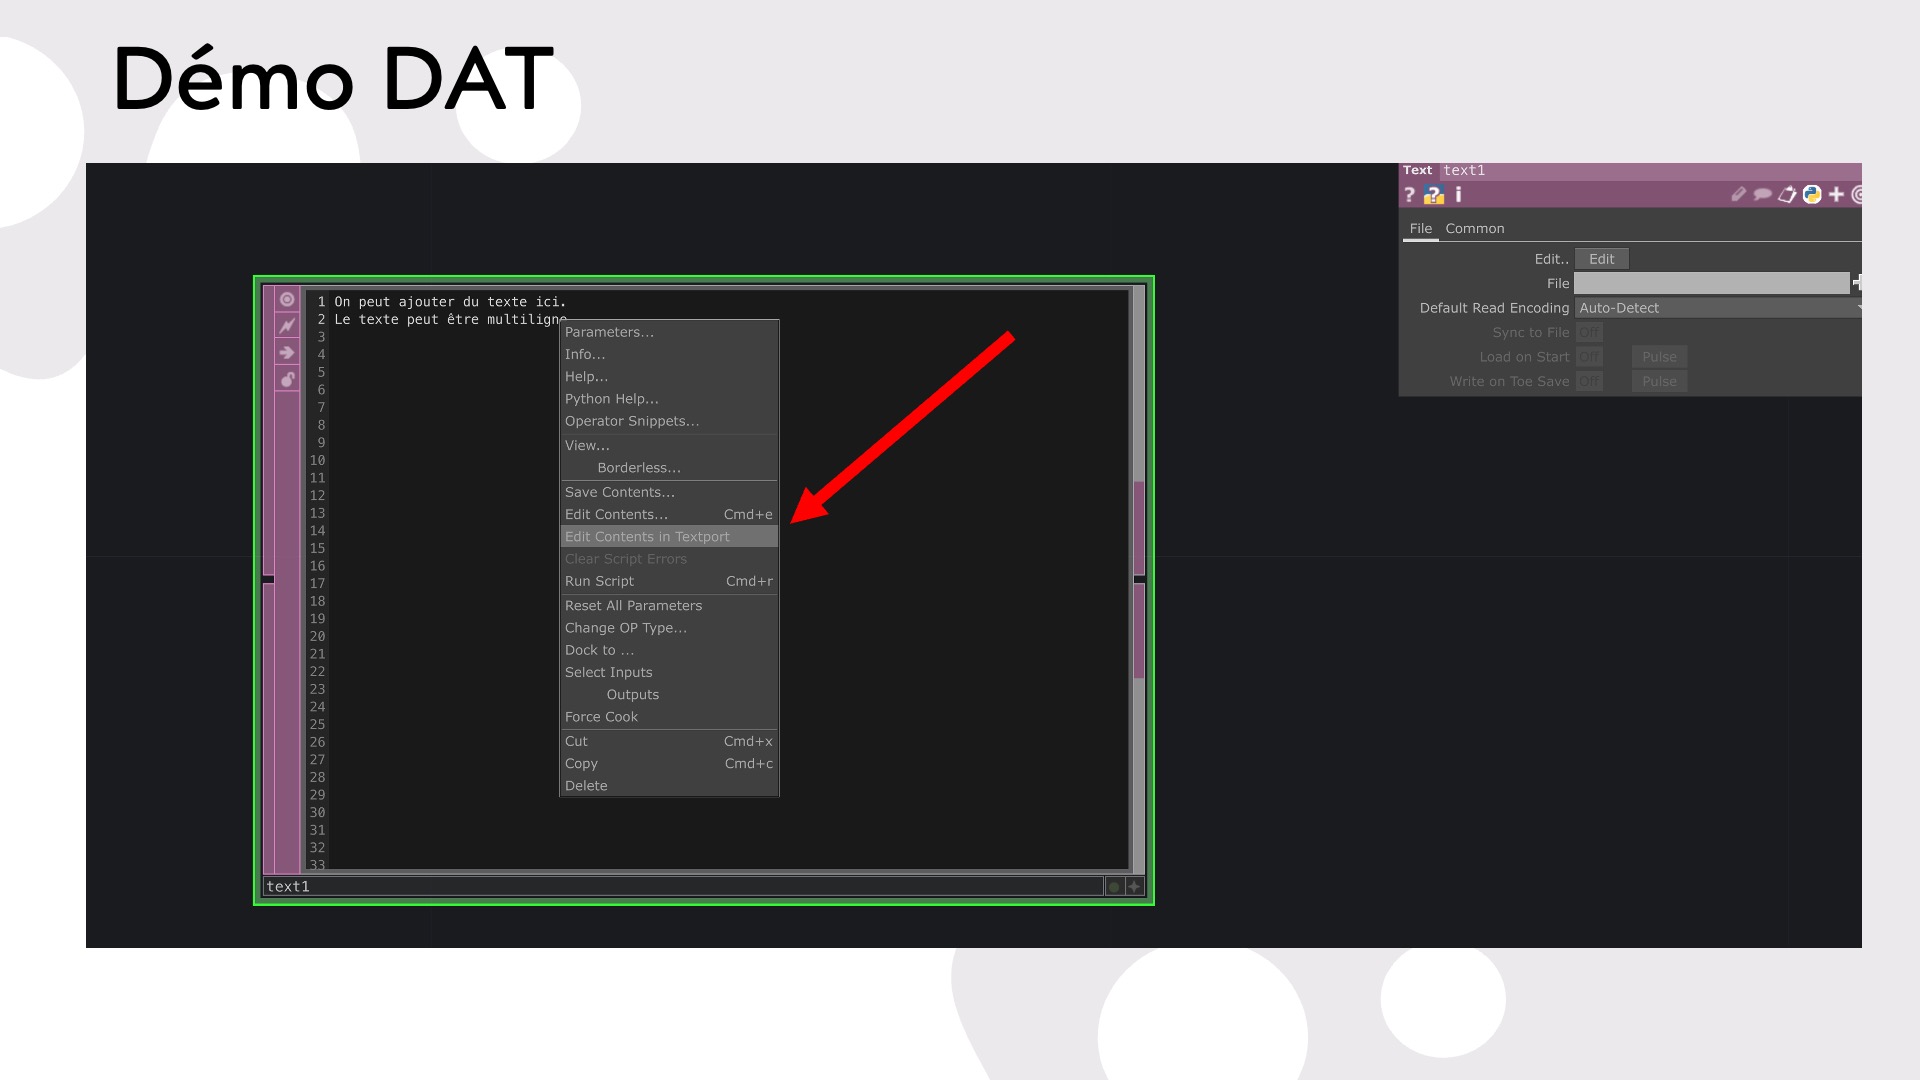 Démo DAT
Text text1
? ? i
File Common
Edit.. Edit
File
Default Read Encoding Auto-Detect
Sync to File Off
Load on Start Off Pulse
Write on Toe Save Off Pulse
1 On peut ajouter du texte ici.
2 Le texte peut être multiligne
3
4
5
6
7
8
9
10
11
12
13
14
15
16
17
18
19
20
21
22
23
24
25
26
27
28
29
30
31
32
33
Parameters...
Info...
Help...
Python Help...
Operator Snippets...
View...
Borderless...
Save Contents...
Edit Contents... Cmd+e
Edit Contents in Textport
Clear Script Errors
Run Script Cmd+r
Reset All Parameters
Change OP Type...
Dock to ...
Select Inputs
Outputs
Force Cook
Cut Cmd+x
Copy Cmd+c
Delete
text1